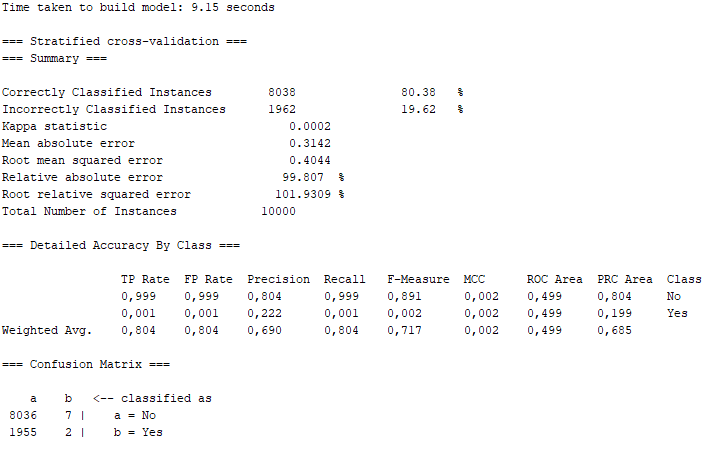 Time taken to build model: 9.15 seconds
=== Stratified cross-validation ===
=== Summary ===
Correctly Classified Instances 8038 80.38 %
Incorrectly Classified Instances 1962 19.62 %
Kappa statistic 0.0002
Mean absolute error 0.3142
Root mean squared error 0.4044
Relative absolute error 99.807 %
Root relative squared error 101.9309 %
Total Number of Instances 10000
=== Detailed Accuracy By Class ===
TP Rate FP Rate Precision Recall F-Measure MCC ROC Area PRC Area Class
0,999 0,999 0,804 0,999 0,891 0,002 0,499 0,804 No
0,001 0,001 0,222 0,001 0,002 0,002 0,499 0,199 Yes
Weighted Avg. 0,804 0,804 0,690 0,804 0,717 0,002 0,499 0,685
=== Confusion Matrix ===
a b <-- classified as
8036 7 | a = No
1955 2 | b = Yes